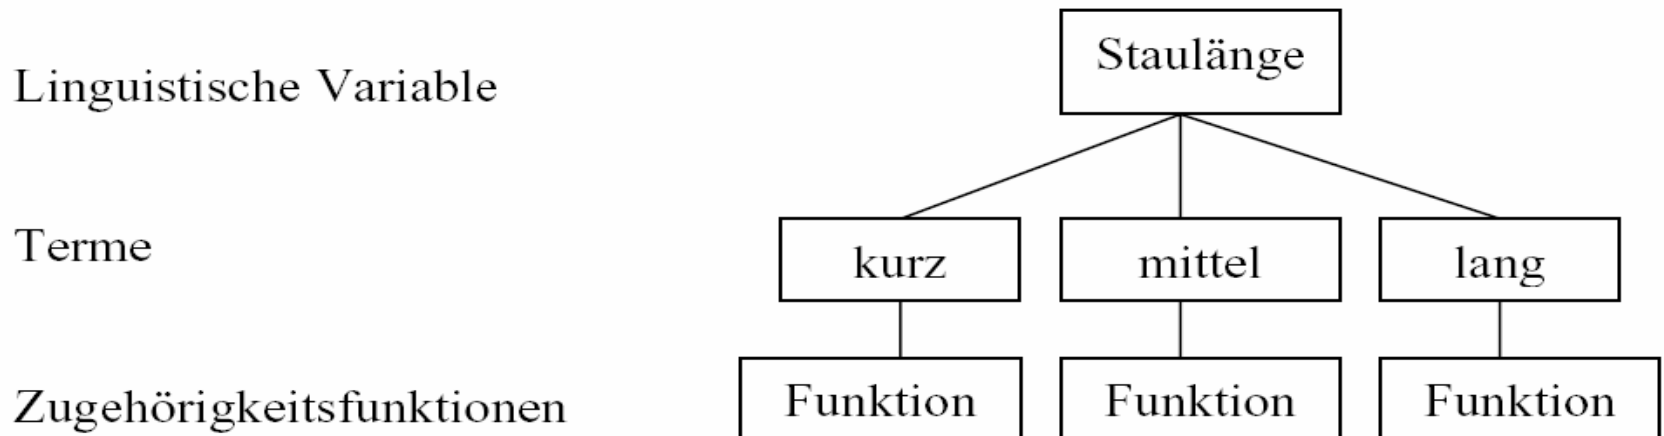 Linguistische Variable
Staulänge
Terme
kurz
mittel
lang
Zugehörigkeitsfunktionen
Funktion
Funktion
Funktion